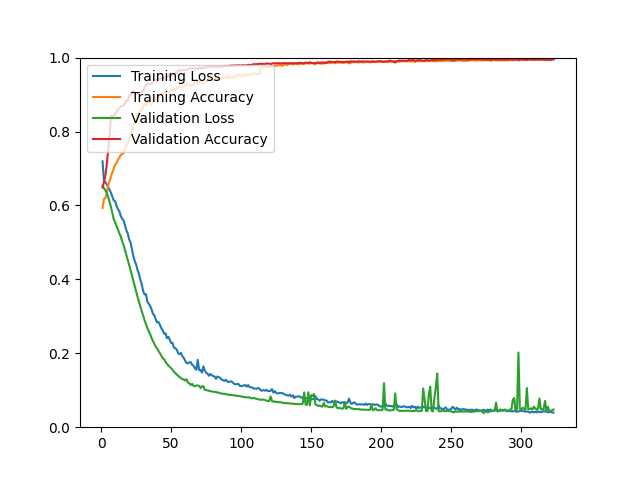 1.0
Training Loss
Training Accuracy
Validation Loss
Validation Accuracy
0.8
0.6
0.4
0.2
0.0
0 50 100 150 200 250 300